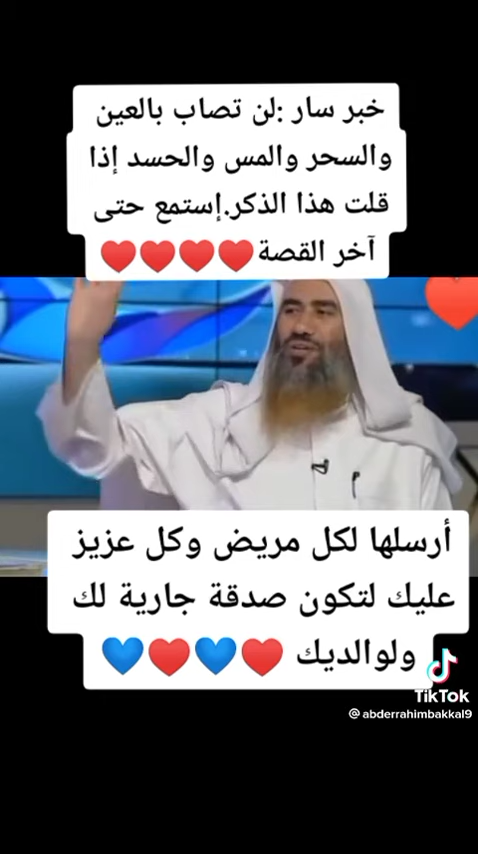 خبر سار :لن تصاب بالعين
والسحر والمس والحسد إذا
قلت هذا الذكر.إستمع حتى
آخر القصة♥️♥️♥️♥️
أرسلها لكل مريض وكل عزيز
عليك لتكون صدقة جارية لك
ولوالديك ♥️💙♥️💙
TikTok
@abderrahimbakkal9